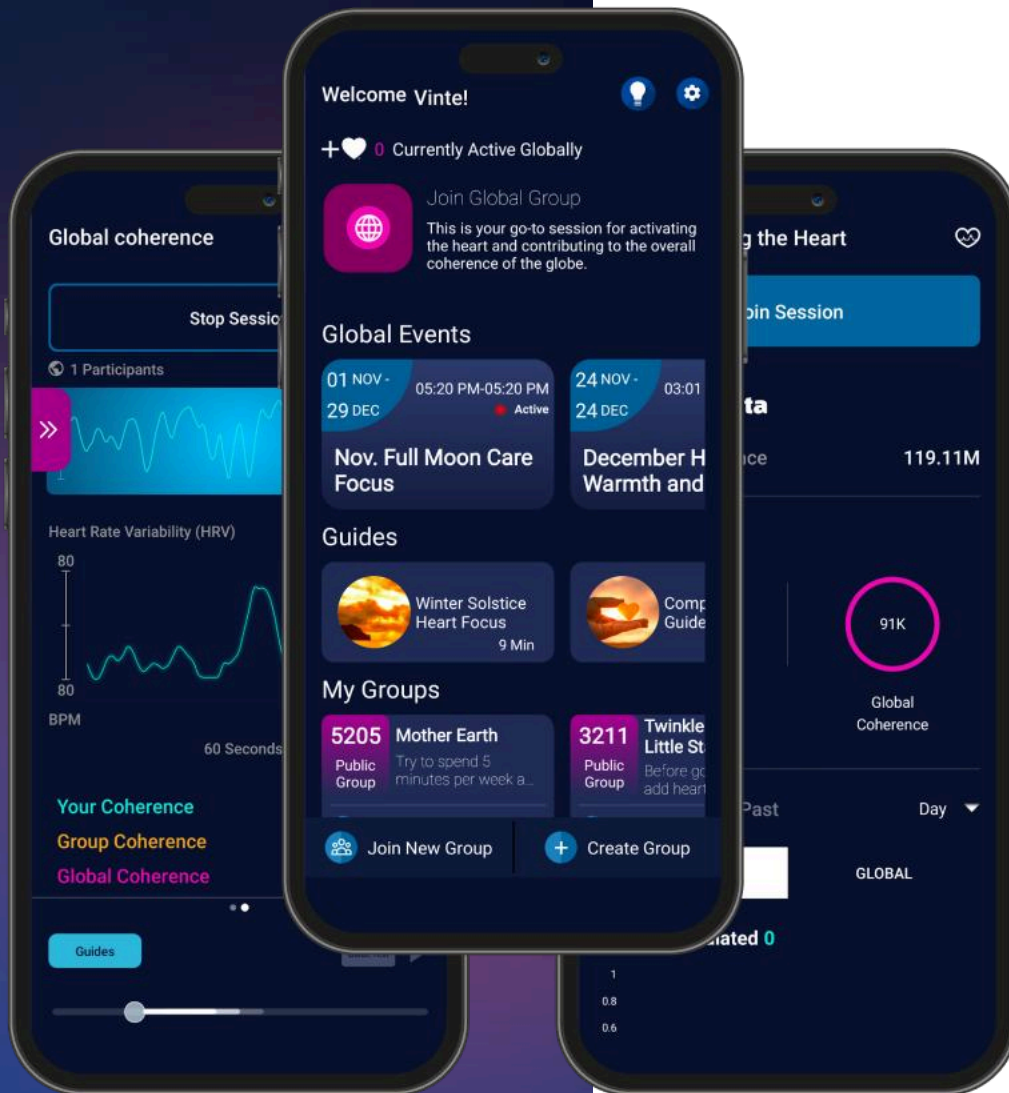 Global coherence
Stop Sessio
1 Participants
Heart Rate Variability (HRV)
80
80
BPM
60 Seconds
Your Coherence
Group Coherence
Global Coherence
Guides
Welcome Vinte!
0 Currently Active Globally
Join Global Group
This is your go-to session for activating
the heart and contributing to the overall
coherence of the globe.
Global Events
01 NOV -
29 DEC
05:20 PM-05:20 PM
Active
Nov. Full Moon Care
Focus
24 NOV -
24 DEC
03:01
December H
Warmth and
Guides
Winter Solstice
Heart Focus
9 Min
Comp
Guide
My Groups
5205
Public
Group
Mother Earth
Try to spend 5
minutes per week a...
3211
Public
Group
Twinkle
Little St
Before go
add heart
Join New Group
Create Group
g the Heart
oin Session
ta
nce
119.11M
91K
Global
Coherence
Past
Day
GLOBAL
ulated 0
1
0.8
0.6